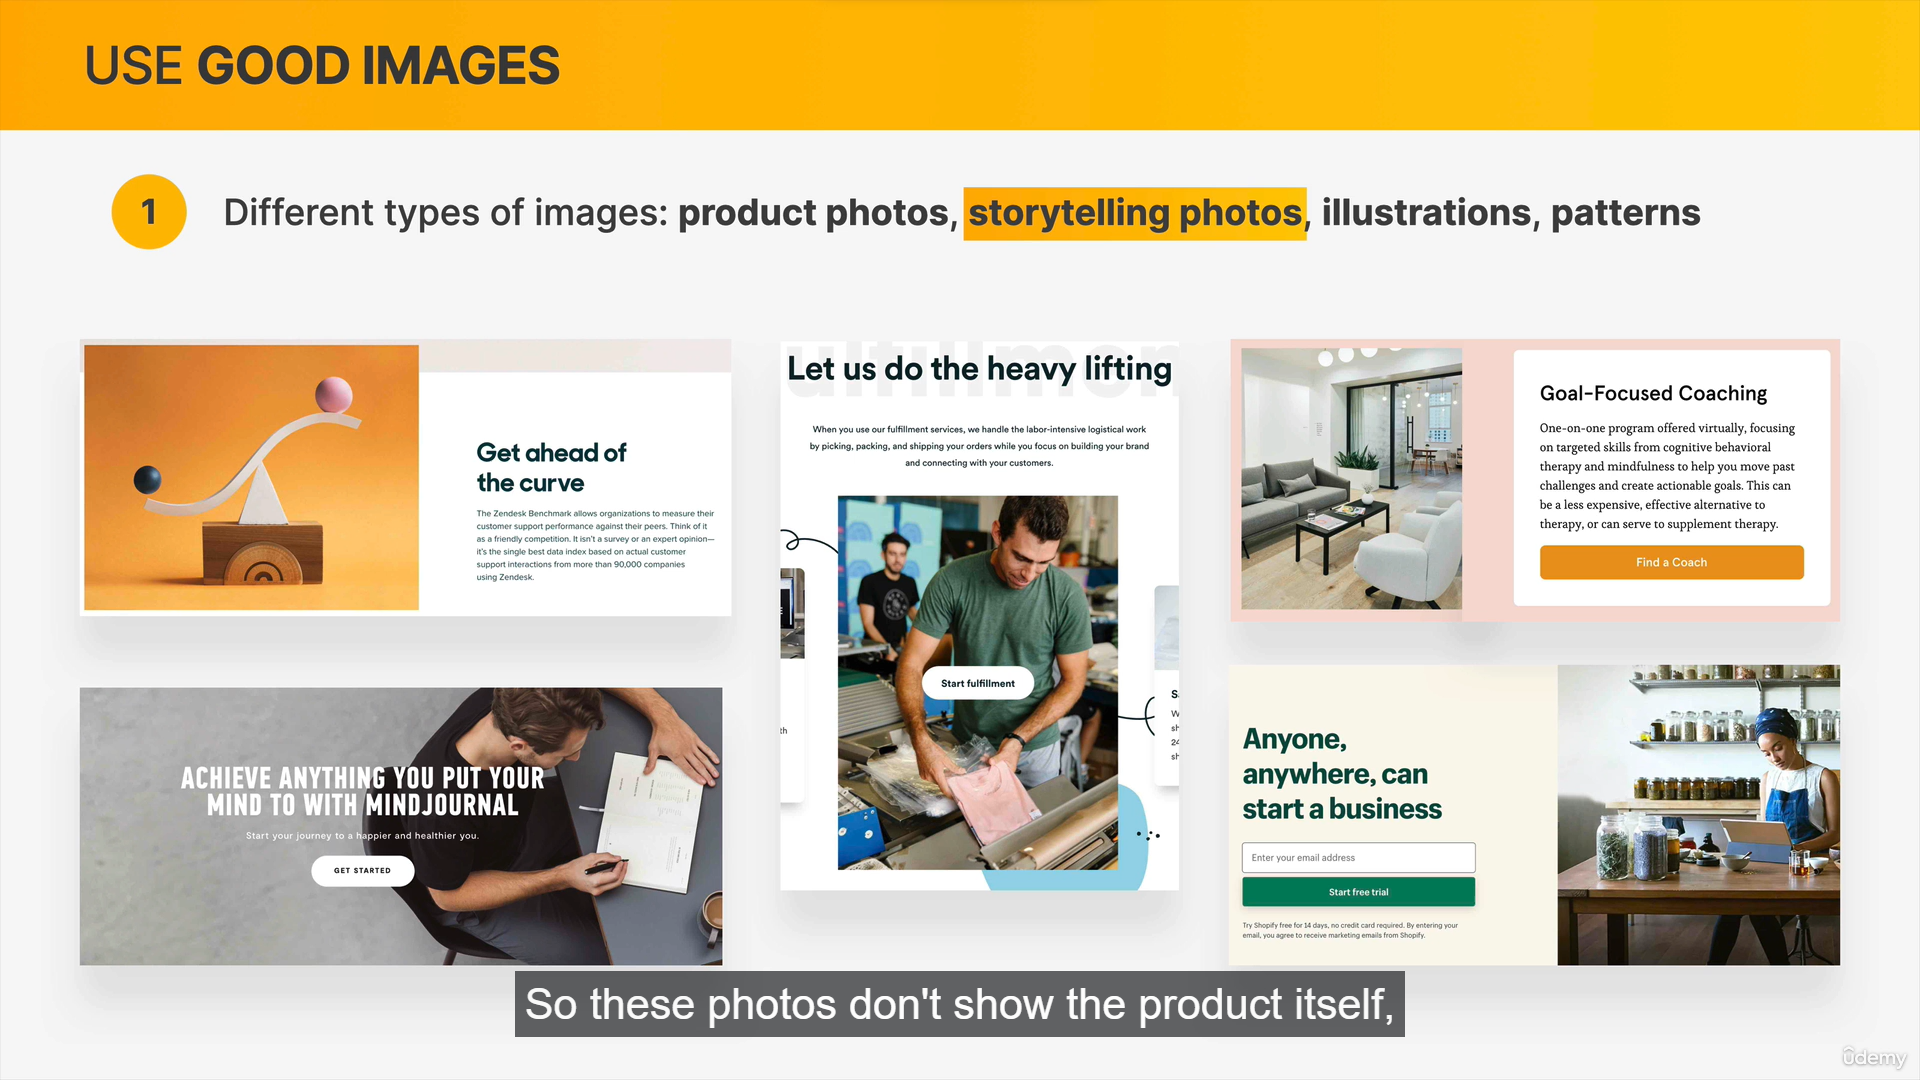 USE GOOD IMAGES
1
Different types of images: product photos, storytelling photos, illustrations, patterns
Get ahead of
the curve
The Zendesk Benchmark allows organizations to measure their
customer support performance against their peers. Think of it
as a friendly competition. It isn't a survey or an expert opinion—
it's the single best data index based on actual customer
support interactions from more than 90,000 companies
using Zendesk.
ACHIEVE ANYTHING YOU PUT YOUR
MIND TO WITH MINDJOURNAL
Start your journey to a happier and healthier you.
GET STARTED
Let us do the heavy lifting
When you use our fulfillment services, we handle the labor-intensive logistical work
by picking, packing, and shipping your orders while you focus on building your brand
and connecting with your customers.
Start fulfillment
th
S
W
sh
24
sh
Goal-Focused Coaching
One-on-one program offered virtually, focusing
on targeted skills from cognitive behavioral
therapy and mindfulness to help you move past
challenges and create actionable goals. This can
be a less expensive, effective alternative to
therapy, or can serve to supplement therapy.
Find a Coach
Anyone,
anywhere, can
start a business
Enter your email address
Start free trial
Try Shopify free for 14 days, no credit card required. By entering your
email, you agree to receive marketing emails from Shopify.
So these photos don't show the product itself,
ûdemy